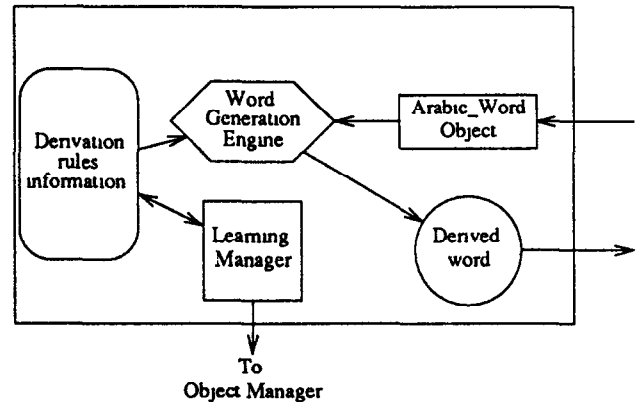 Derivation
rules
information
Word
Generation
Engine
Arabic_Word
Object
Learning
Manager
Derived
word
To
Object Manager